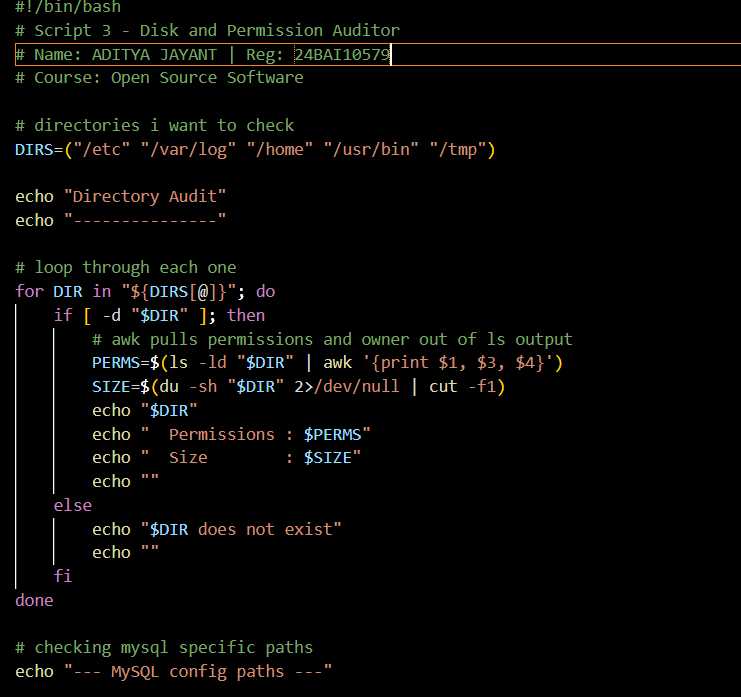 #!/bin/bash
# Script 3 - Disk and Permission Auditor
# Name: ADITYA JAYANT | Reg: 24BAI10579
# Course: Open Source Software

# directories i want to check
DIRS=("/etc" "/var/log" "/home" "/usr/bin" "/tmp")

echo "Directory Audit"
echo "---------------"

# loop through each one
for DIR in "${DIRS[@]}"; do
    if [ -d "$DIR" ]; then
        # awk pulls permissions and owner out of ls output
        PERMS=$(ls -ld "$DIR" | awk '{print $1, $3, $4}')
        SIZE=$(du -sh "$DIR" 2>/dev/null | cut -f1)
        echo "$DIR"
        echo "  Permissions : $PERMS"
        echo "  Size        : $SIZE"
        echo ""
    else
        echo "$DIR does not exist"
        echo ""
    fi
done

# checking mysql specific paths
echo "--- MySQL config paths ---"